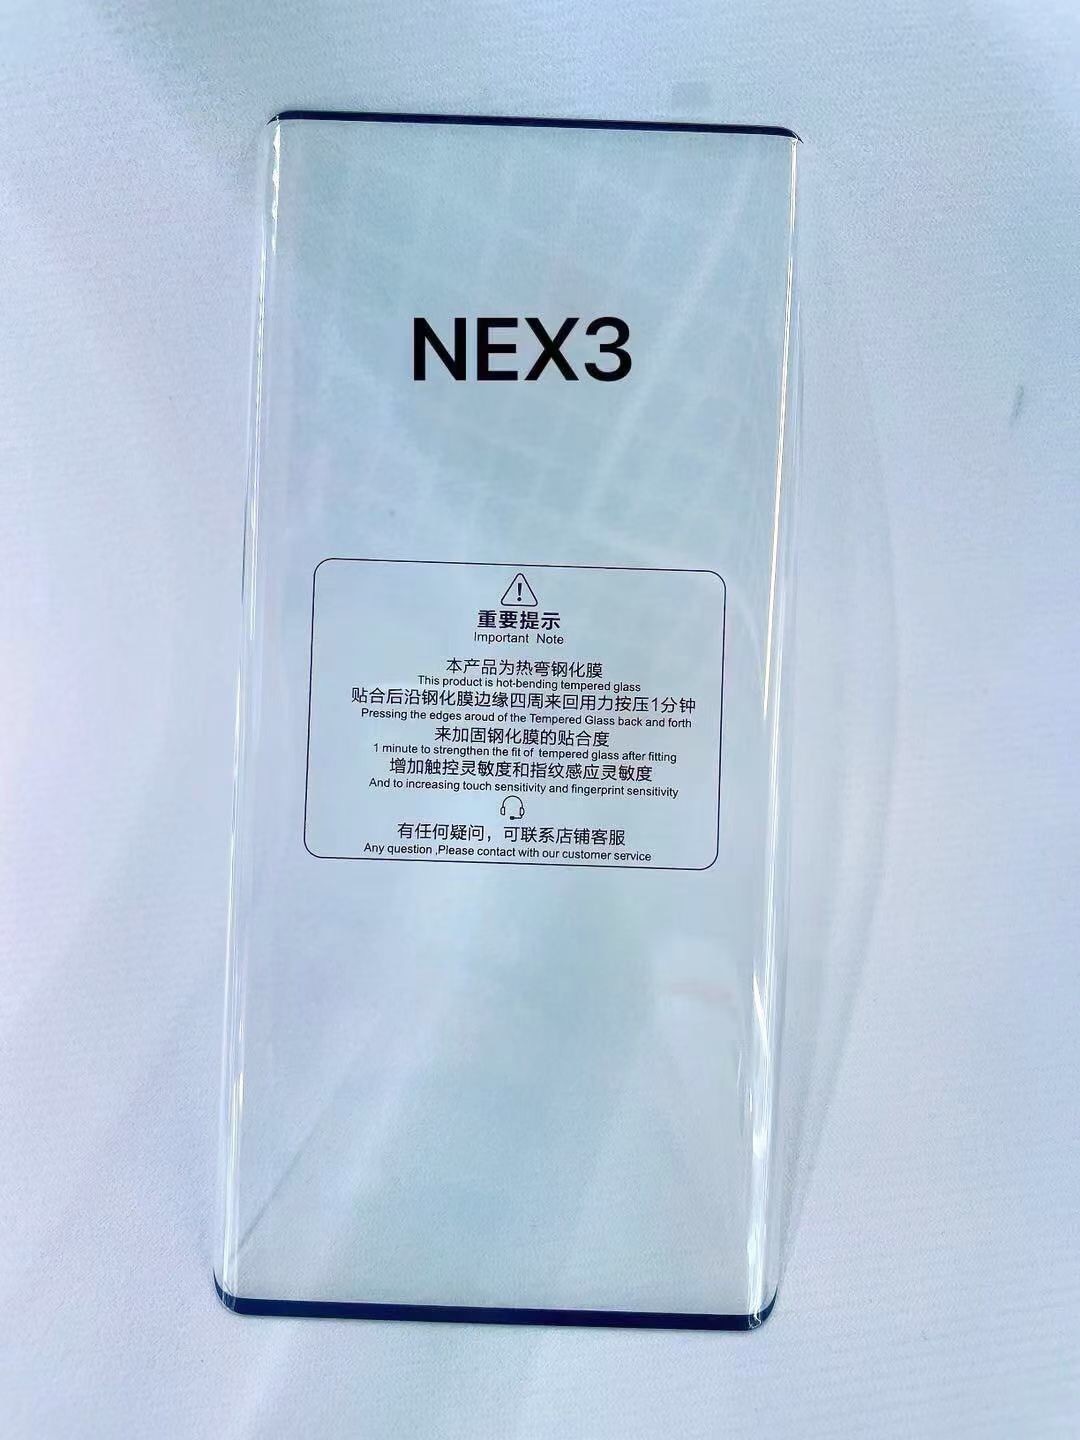 NEX3
重要提示
Important Note
本产品为热弯钢化膜
This product is hot-bending tempered glass
贴合后沿钢化膜边缘四周来回用力按压1分钟
Pressing the edges aroud of the Tempered Glass back and forth
来加固钢化膜的贴合度
1 minute to strengthen the fit of tempered glass after fitting
增加触控灵敏度和指纹感应灵敏度
And to increasing touch sensitivity and fingerprint sensitivity
有任何疑问，可联系店铺客服
Any question ,Please contact with our customer service